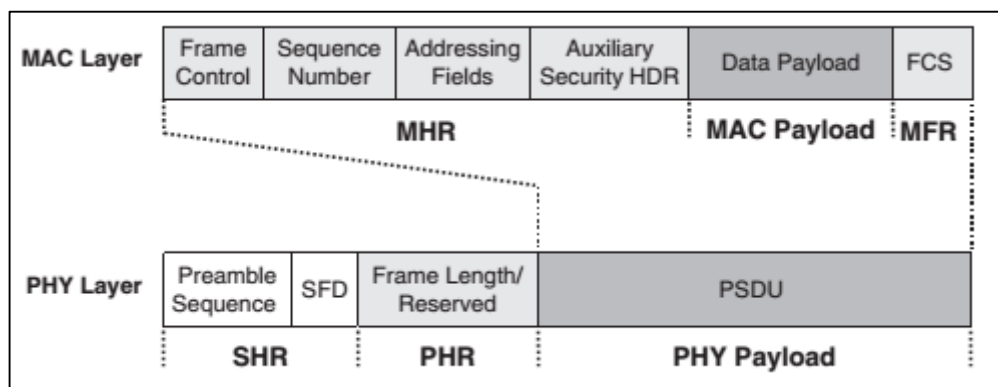 MAC Layer
Frame
Control
Sequence
Number
Addressing
Fields
Auxiliary
Security HDR
Data Payload
FCS
MHR
MAC Payload
MFR
PHY Layer
Preamble
Sequence
SFD
Frame Length/
Reserved
PSDU
SHR
PHR
PHY Payload